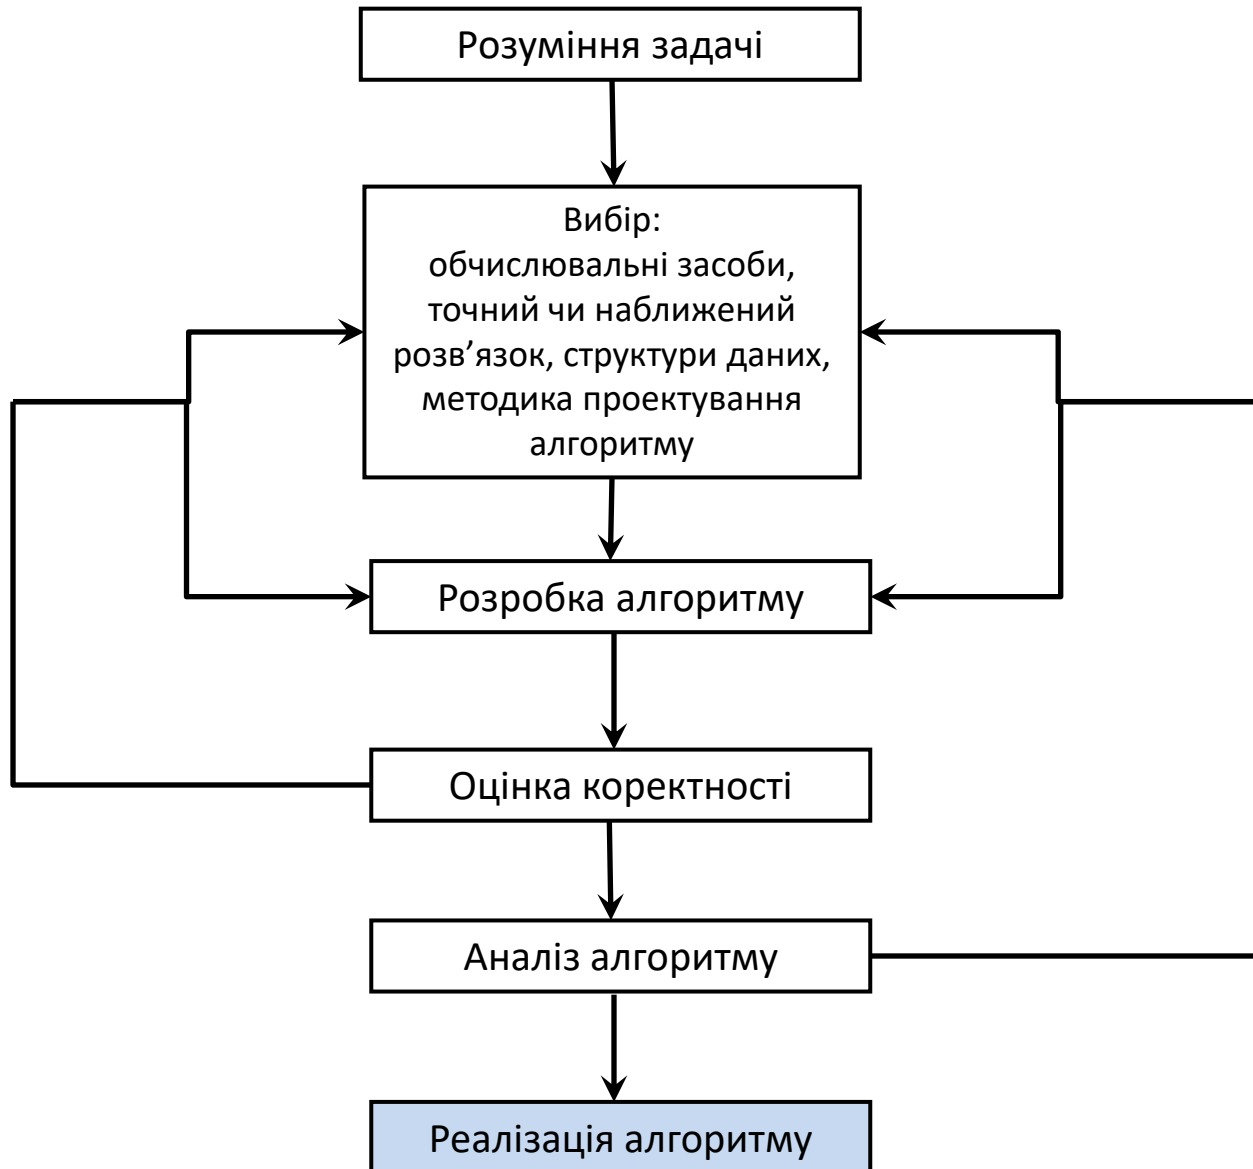 Розуміння задачі
Вибір:
обчислювальні засоби,
точний чи наближений
розв’язок, структури даних,
методика проектування
алгоритму
Розробка алгоритму
Оцінка коректності
Аналіз алгоритму
Реалізація алгоритму